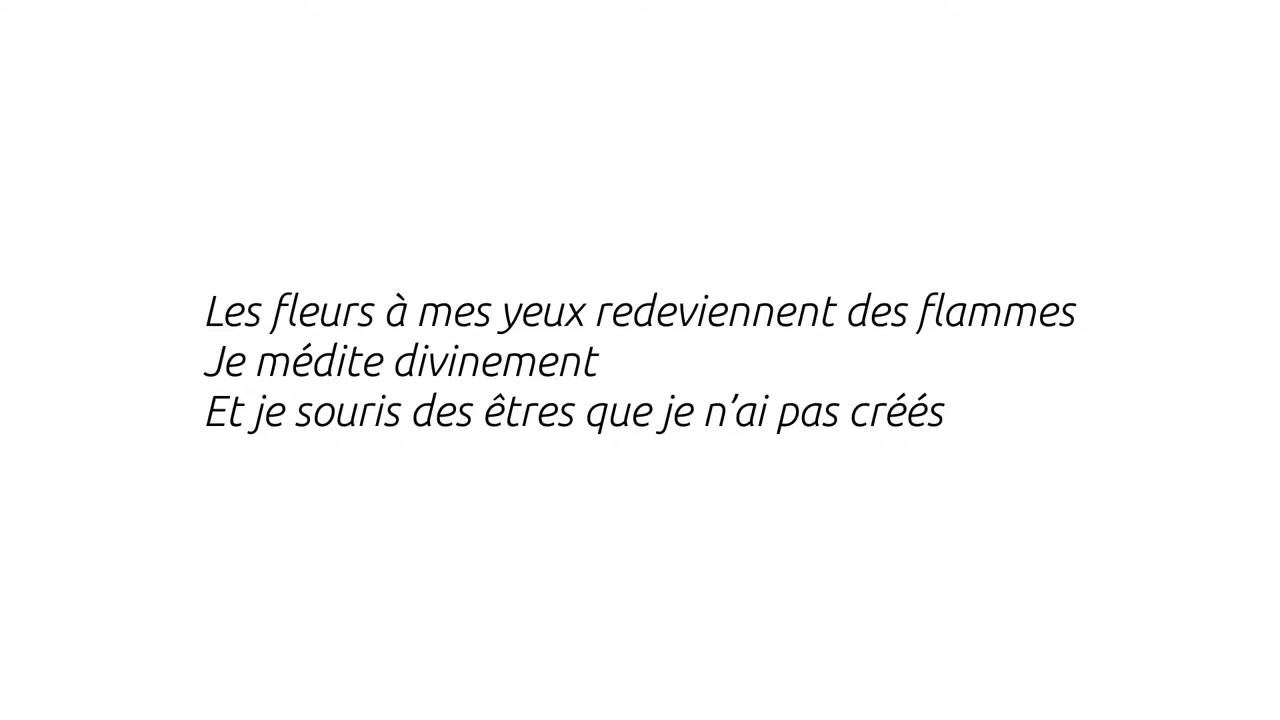 Les fleurs à mes yeux redeviennent des flammes
Je médite divinement
Et je souris des êtres que je n’ai pas créés